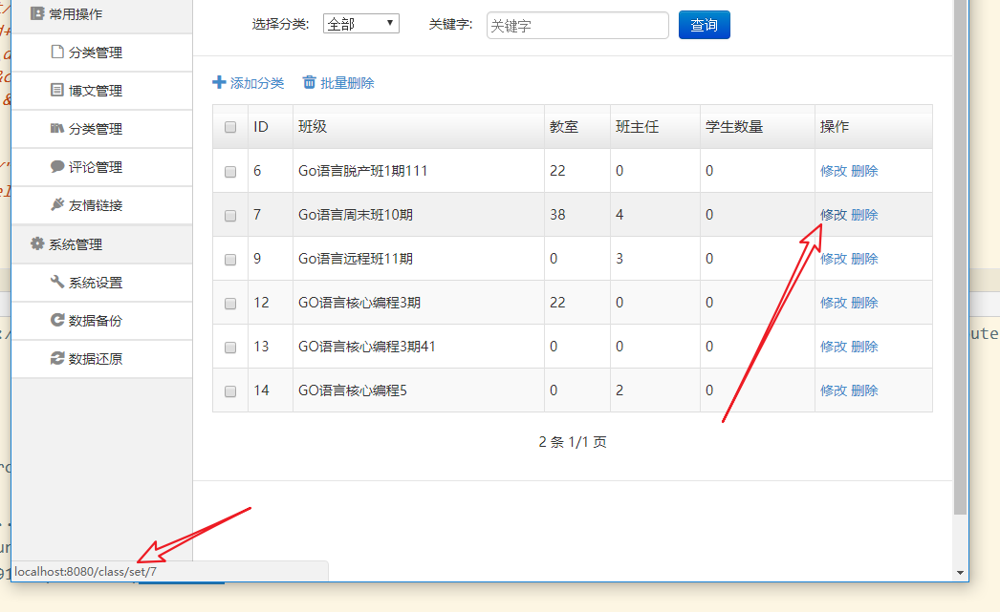 常用操作
分类管理
博文管理
分类管理
评论管理
友情链接
系统管理
系统设置
数据备份
数据还原
选择分类: 全部 关键字: 关键字 查询
添加分类 批量删除
ID 班级 教室 班主任 学生数量 操作
6 Go语言脱产班1期111 22 0 0 修改 删除
7 Go语言周末班10期 38 4 0 修改 删除
9 Go语言远程班11期 0 3 0 修改 删除
12 GO语言核心编程3期 22 0 0 修改 删除
13 GO语言核心编程3期41 0 0 0 修改 删除
14 GO语言核心编程5 0 2 0 修改 删除
2 条 1/1 页
localhost:8080/class/set/7
ute